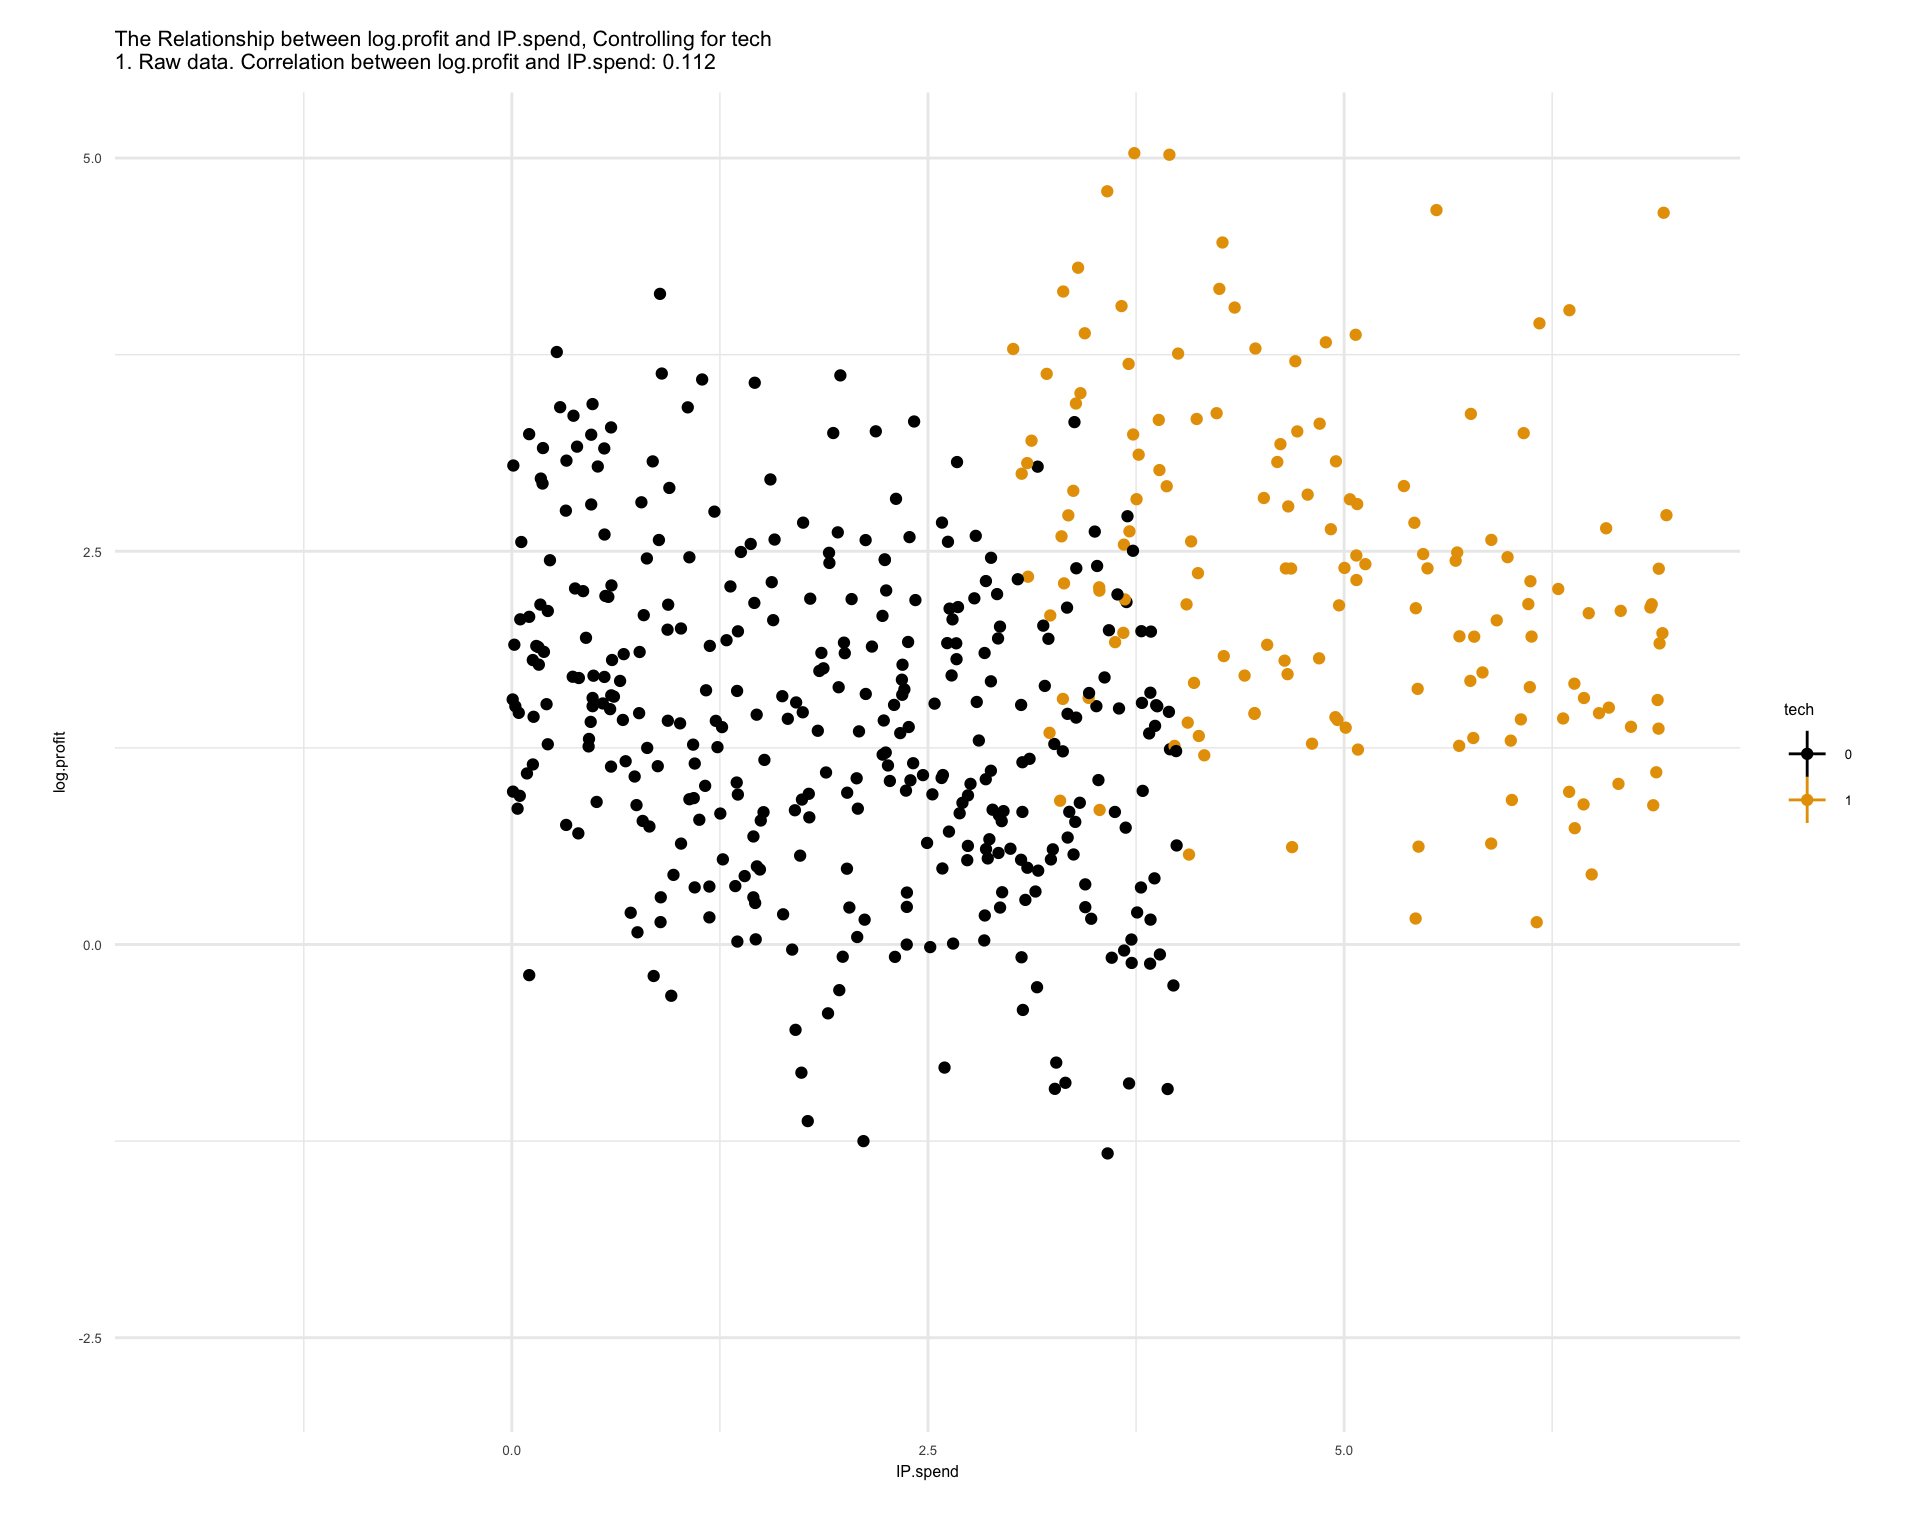 The Relationship between log.profit and IP.spend, Controlling for tech
1. Raw data. Correlation between log.profit and IP.spend: 0.112
5.0
2.5
0.0
-2.5
log.profit
0.0
2.5
5.0
IP.spend
tech
0
1